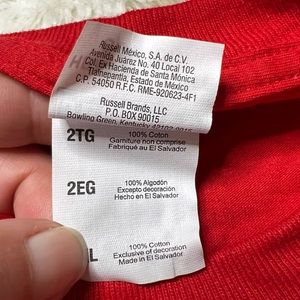 Russell México, S.A. de C.V.
Avenida Juárez No. 40 Local 102
Col. Ex Hacienda de Santa Mónica
Tlalnepantla, Estado de México
C.P. 54050 R.F.C. RME-920623-4F1
Russell Brands, LLC
P.O. BOX 90015
Bowling Green, Kentucky
2TG
100% Coton
Garniture non comprise
Fabriqué au El Salvador
2EG
100% Algodón
Excepto decoración
Hecho en El Salvador
L
100% Cotton
Exclusive of decoration
Made in El Salvador